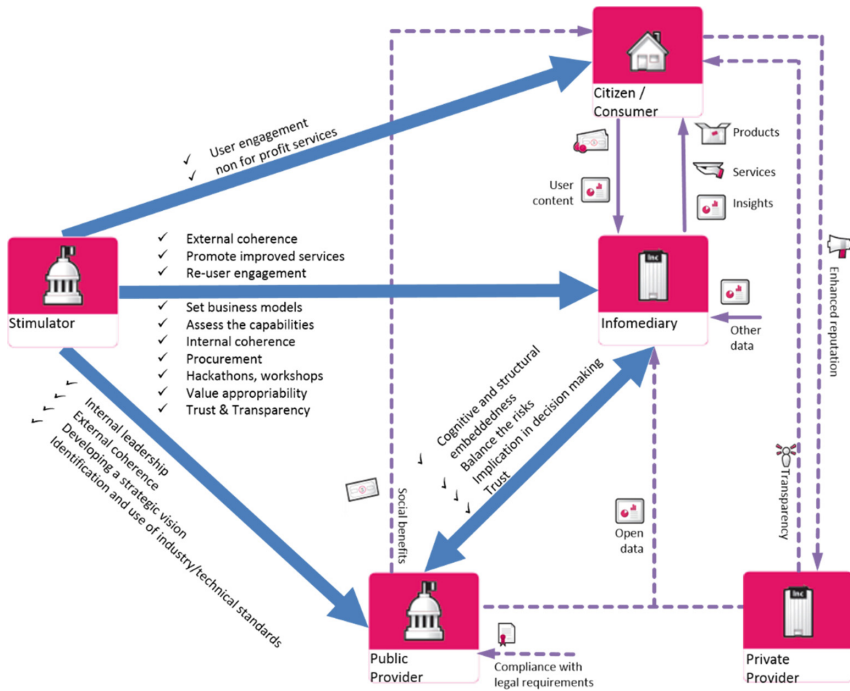 Citizen /
Consumer
✓ User engagement
✓ non for profit services
User
content
Products
Services
Insights
✓ External coherence
✓ Promote improved services
✓ Re-user engagement
Stimulator
Inc
Infomediary
Other
data
Enhanced reputation
✓ Set business models
✓ Assess the capabilities
✓ Internal coherence
✓ Procurement
✓ Hackathons, workshops
✓ Value appropriability
✓ Trust & Transparency
✓ Internal leadership
✓ External coherence
✓ Developing a strategic vision
✓ Identification and use of industry/technical standards
✓ Cognitive and structural
embeddedness
✓ Balance the risks
✓ Implication in decision making
✓ Trust
Social benefits
Open
data
Transparency
Public
Provider
Compliance with
legal requirements
Inc
Private
Provider